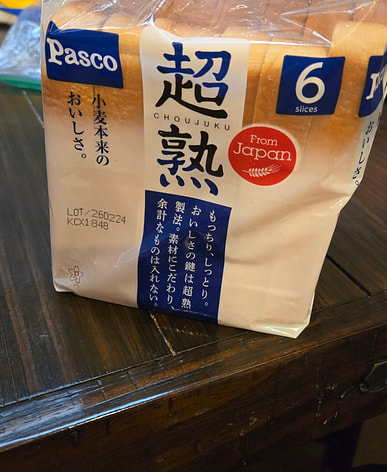 Pasco
超熟
CHOUJUKU
6
slices
小麦本来の
おいしさ。
From
Japan
LOT/260224
KCX1848
もっちり、しっとり。
おいしさの鍵は超熟
製法。素材にこだわり、
余計なものは入れない。
P